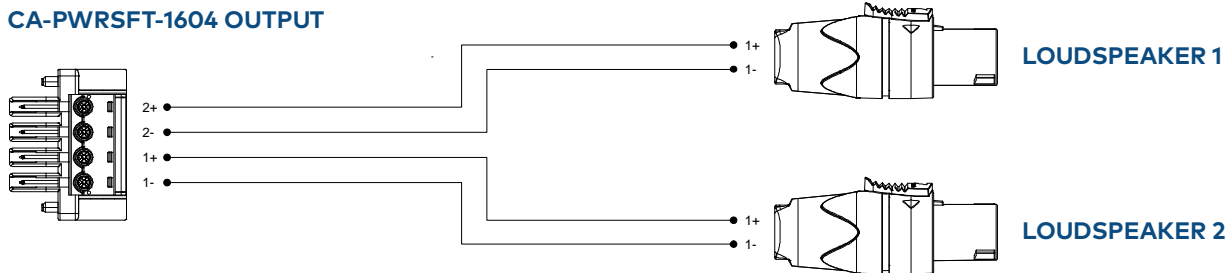 CA-PWRSFT-1604 OUTPUT
1+
1-
LOUDSPEAKER 1
2+
2-
1+
1-
1+
1-
LOUDSPEAKER 2